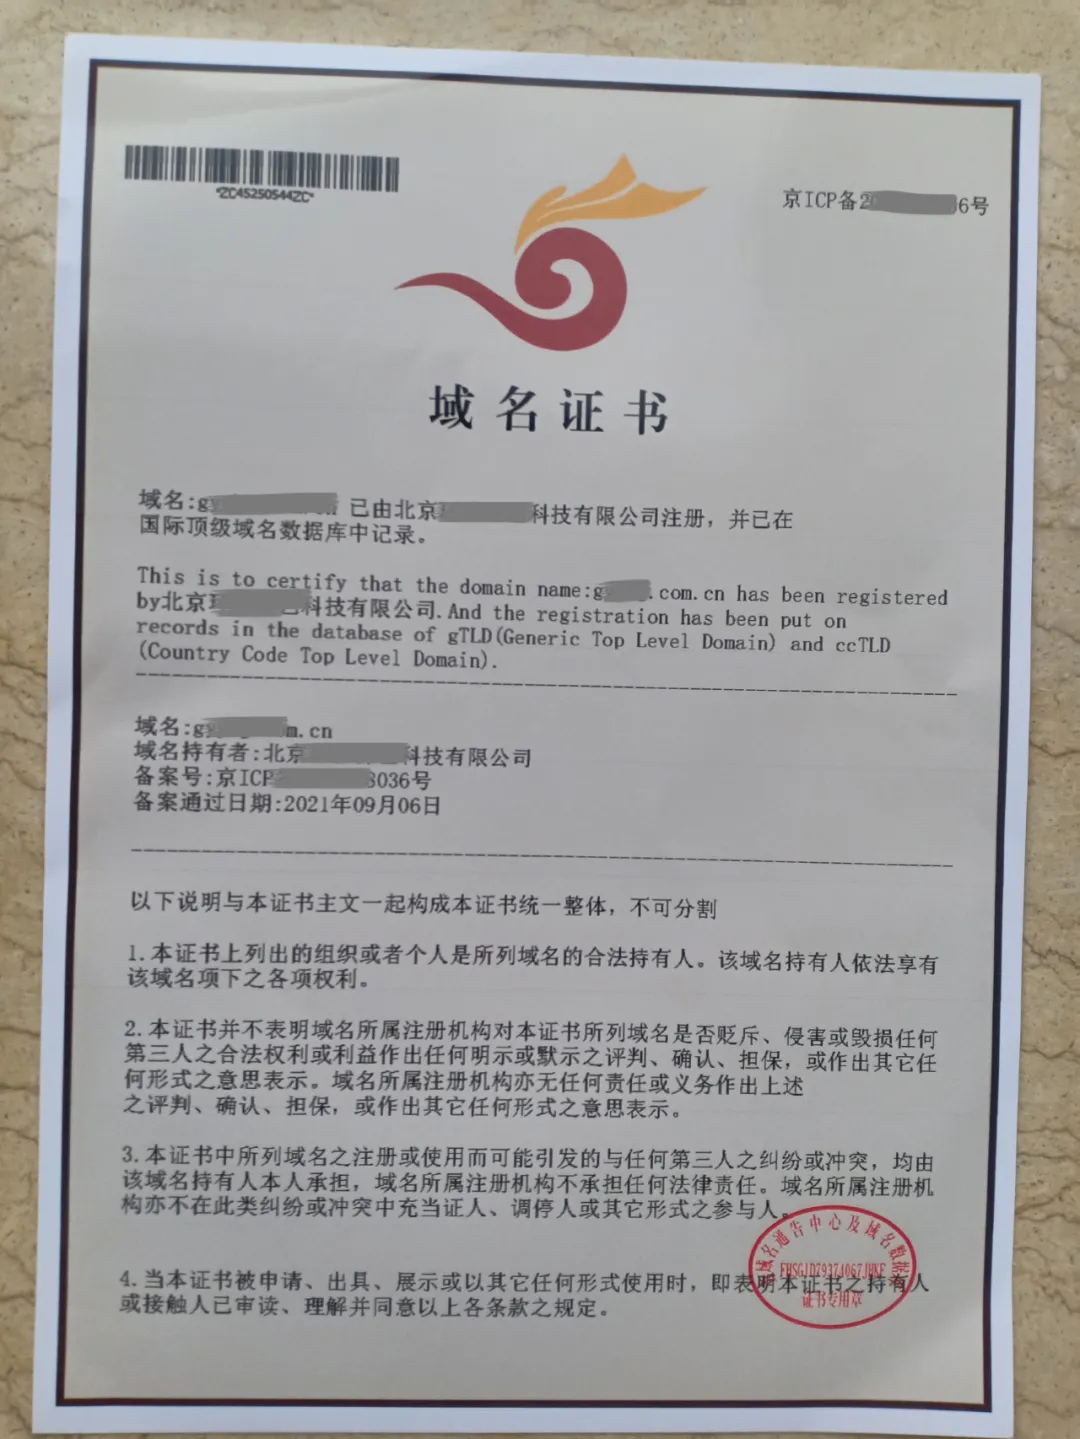 *ZC45250544ZC*
京ICP备2 6号
域名证书
域名:g 已由北京 科技有限公司注册，并已在
国际顶级域名数据库中记录。
This is to certify that the domain name:g .com.cn has been registered
by北京 科技有限公司.And the registration has been put on
records in the database of gTLD(Generic Top Level Domain) and ccTLD
(Country Code Top Level Domain).
域名:g m.cn
域名持有者:北京 科技有限公司
备案号:京ICP 8036号
备案通过日期:2021年09月06日
以下说明与本证书主文一起构成本证书统一整体，不可分割
1.本证书上列出的组织或者个人是所列域名的合法持有人。该域名持有人依法享有
该域名项下之各项权利。
2.本证书并不表明域名所属注册机构对本证书所列域名是否贬斥、侵害或毁损任何
第三人之合法权利或利益作出任何明示或默示之评判、确认、担保，或作出其它任
何形式之意思表示。域名所属注册机构亦无任何责任或义务作出上述
之评判、确认、担保，或作出其它任何形式之意思表示。
3.本证书中所列域名之注册或使用而可能引发的与任何第三人之纠纷或冲突，均由
该域名持有人本人承担，域名所属注册机构不承担任何法律责任。域名所属注册机
构亦不在此类纠纷或冲突中充当证人、调停人或其它形式之参与人。
4.当本证书被申请、出具、展示或以其它任何形式使用时，即表明本证书之持有人
或接触人已审读、理解并同意以上各条款之规定。
域名通告中心及域名数据
证书专用章